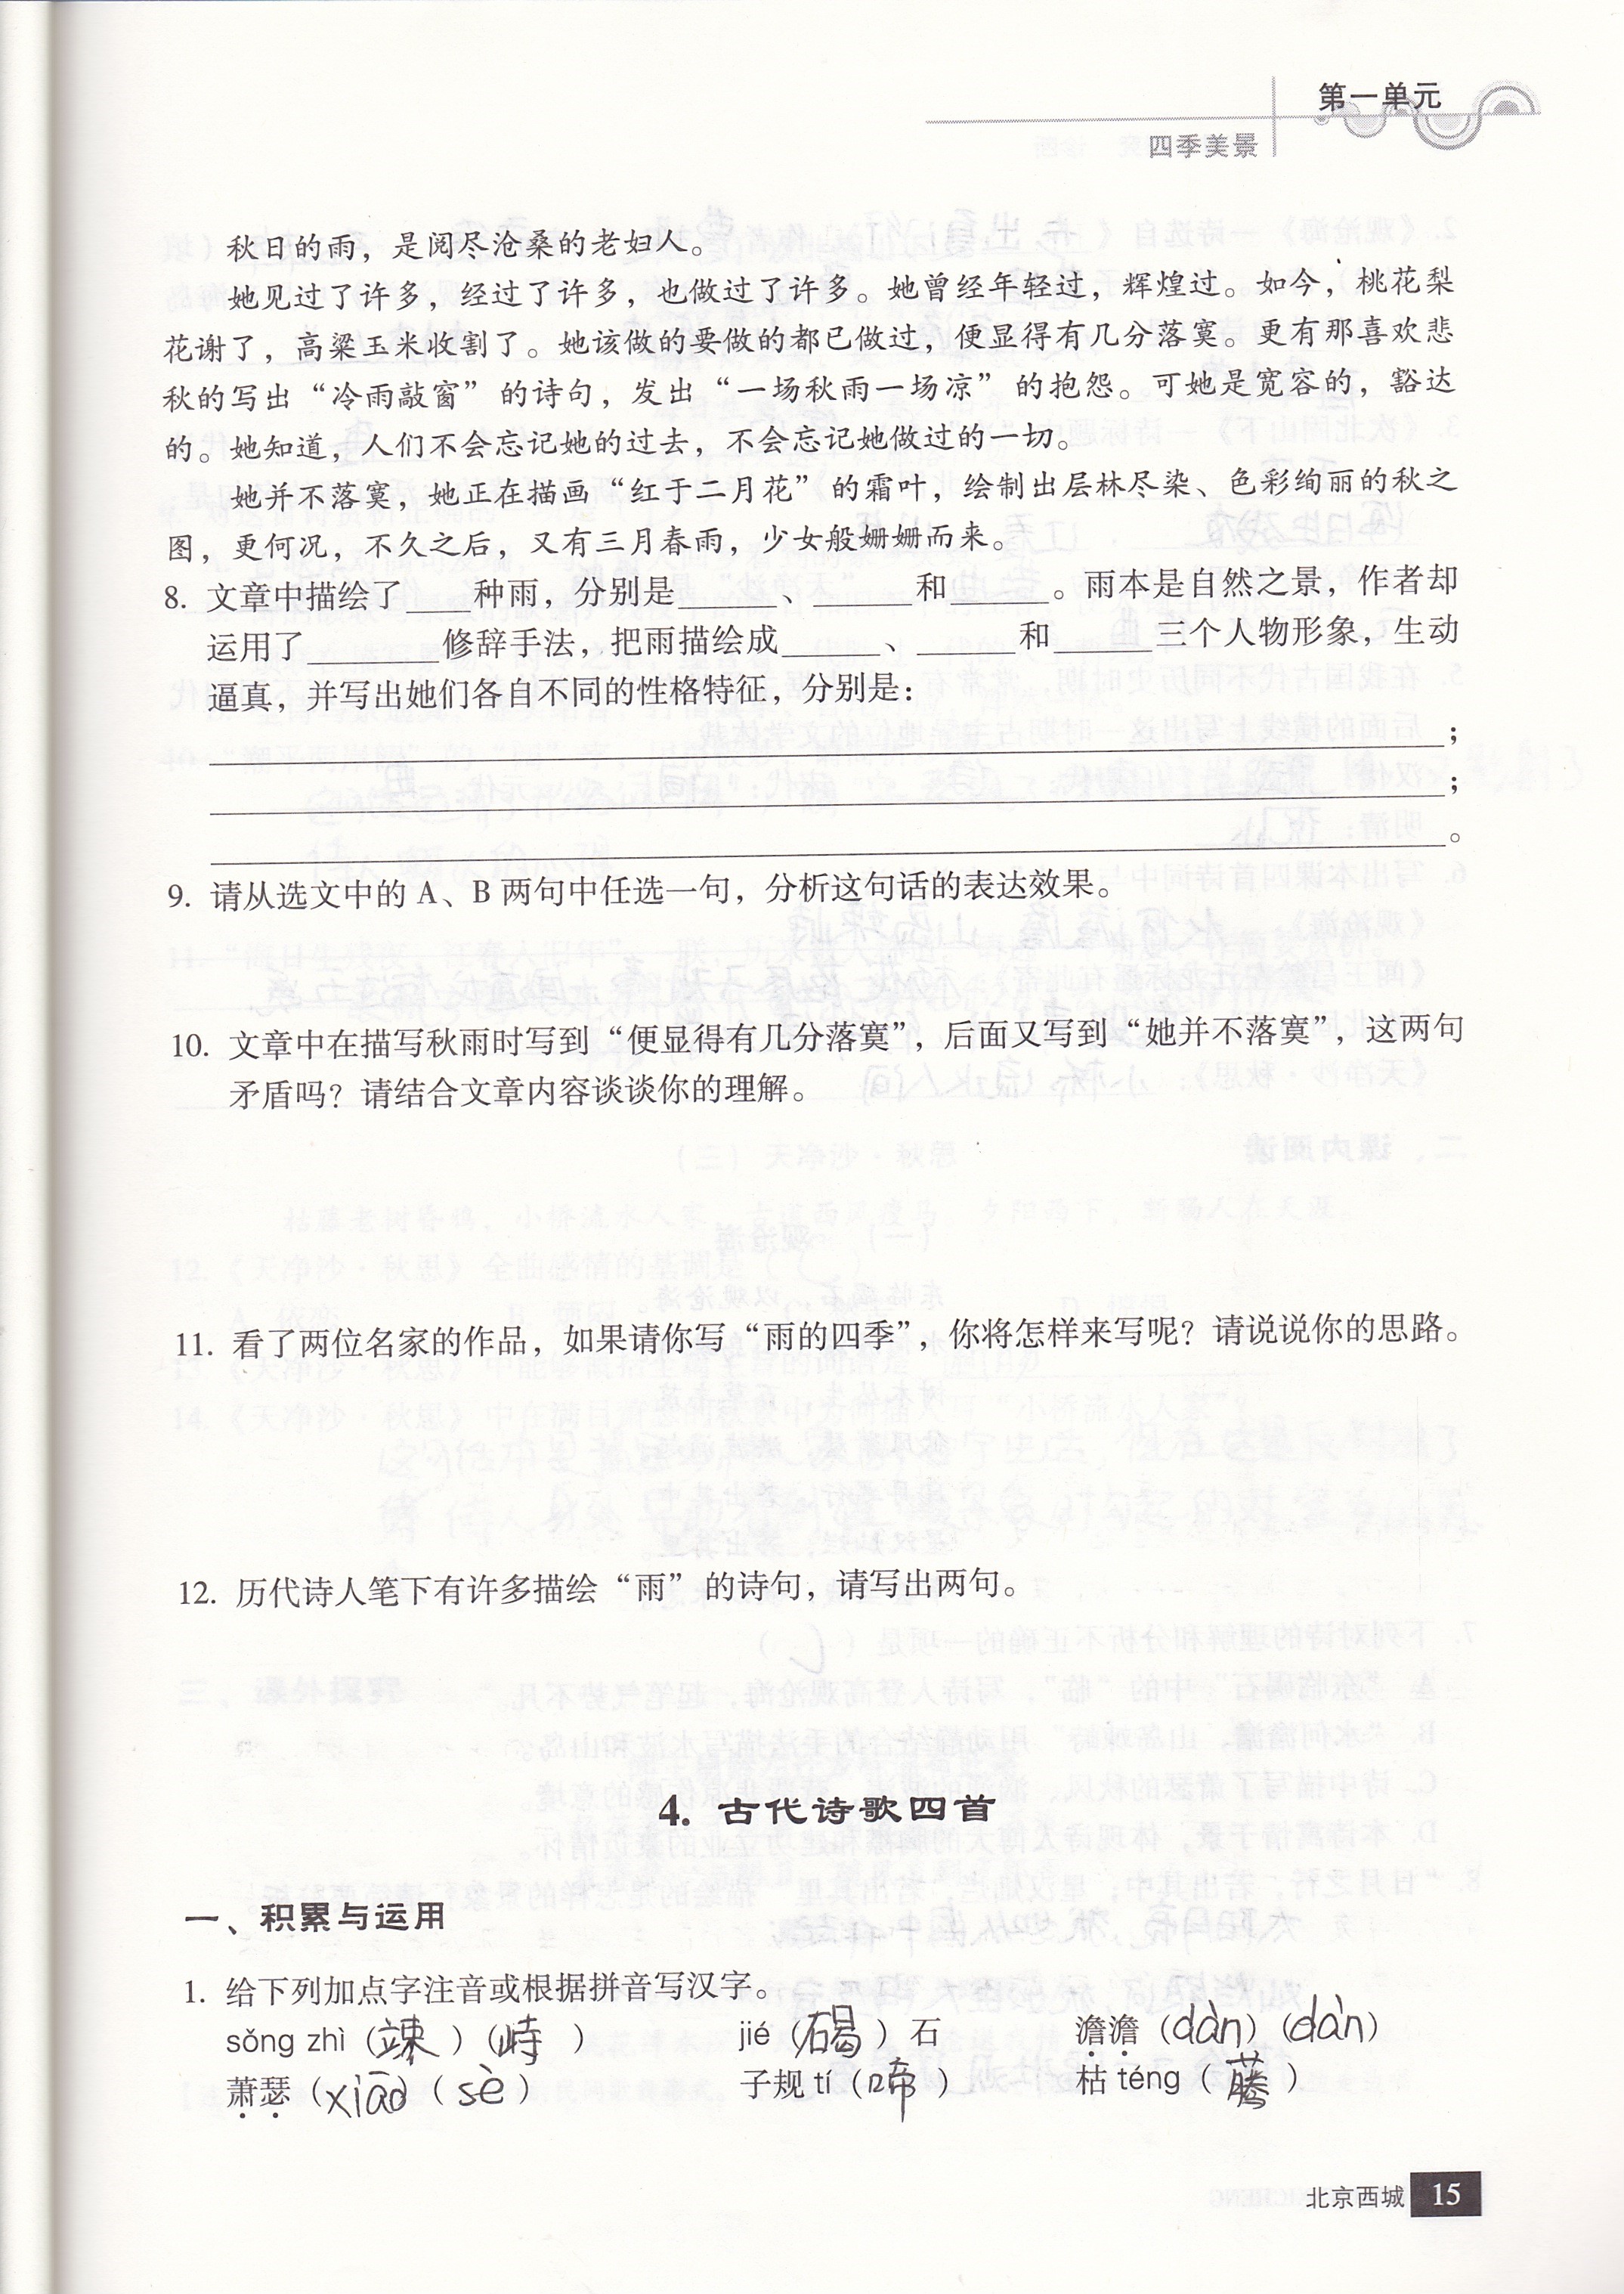 第一单元
四季美景
秋日的雨，是阅尽沧桑的老妇人。
她见过了许多，经过了许多，也做过了许多。她曾经年轻过，辉煌过。如今，桃花梨
花谢了，高粱玉米收割了。她该做的要做的都已做过，便显得有几分落寞。更有那喜欢悲
秋的写出“冷雨敲窗”的诗句，发出“一场秋雨一场凉”的抱怨。可她是宽容的，豁达
的。她知道，人们不会忘记她的过去，不会忘记她做过的一切。
她并不落寞，她正在描画“红于二月花”的霜叶，绘制出层林尽染、色彩绚丽的秋之
图，更何况，不久之后，又有三月春雨，少女般姗姗而来。
8. 文章中描绘了____种雨，分别是______、______和______。雨本是自然之景，作者却
运用了________修辞手法，把雨描绘成______、______和______三个人物形象，生动
逼真，并写出她们各自不同的性格特征，分别是：
______；
______；
______。
9. 请从选文中的 A、B 两句中任选一句，分析这句话的表达效果。
10. 文章中在描写秋雨时写到“便显得有几分落寞”，后面又写到“她并不落寞”，这两句
矛盾吗？请结合文章内容谈谈你的理解。
11. 看了两位名家的作品，如果请你写“雨的四季”，你将怎样来写呢？请说说你的思路。
12. 历代诗人笔下有许多描绘“雨”的诗句，请写出两句。
4. 古代诗歌四首
一、积累与运用
1. 给下列加点字注音或根据拼音写汉字。
sǒng zhì（竦）（峙） jié（碣）石 澹澹（dàn）（dàn）
萧瑟（xiāo）（sè） 子规 tí（啼） 枯 téng（藤）
北京西城 15